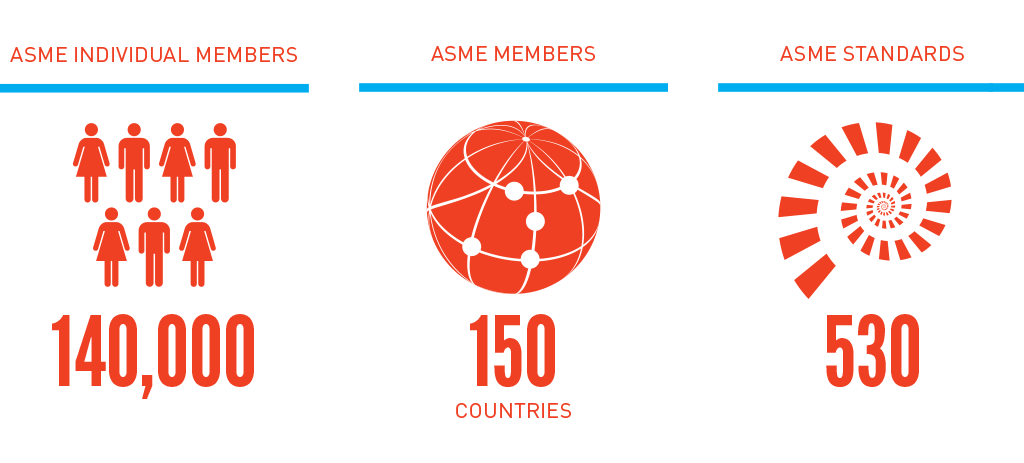 ASME INDIVIDUAL MEMBERS
140,000
ASME MEMBERS
150
COUNTRIES
ASME STANDARDS
530